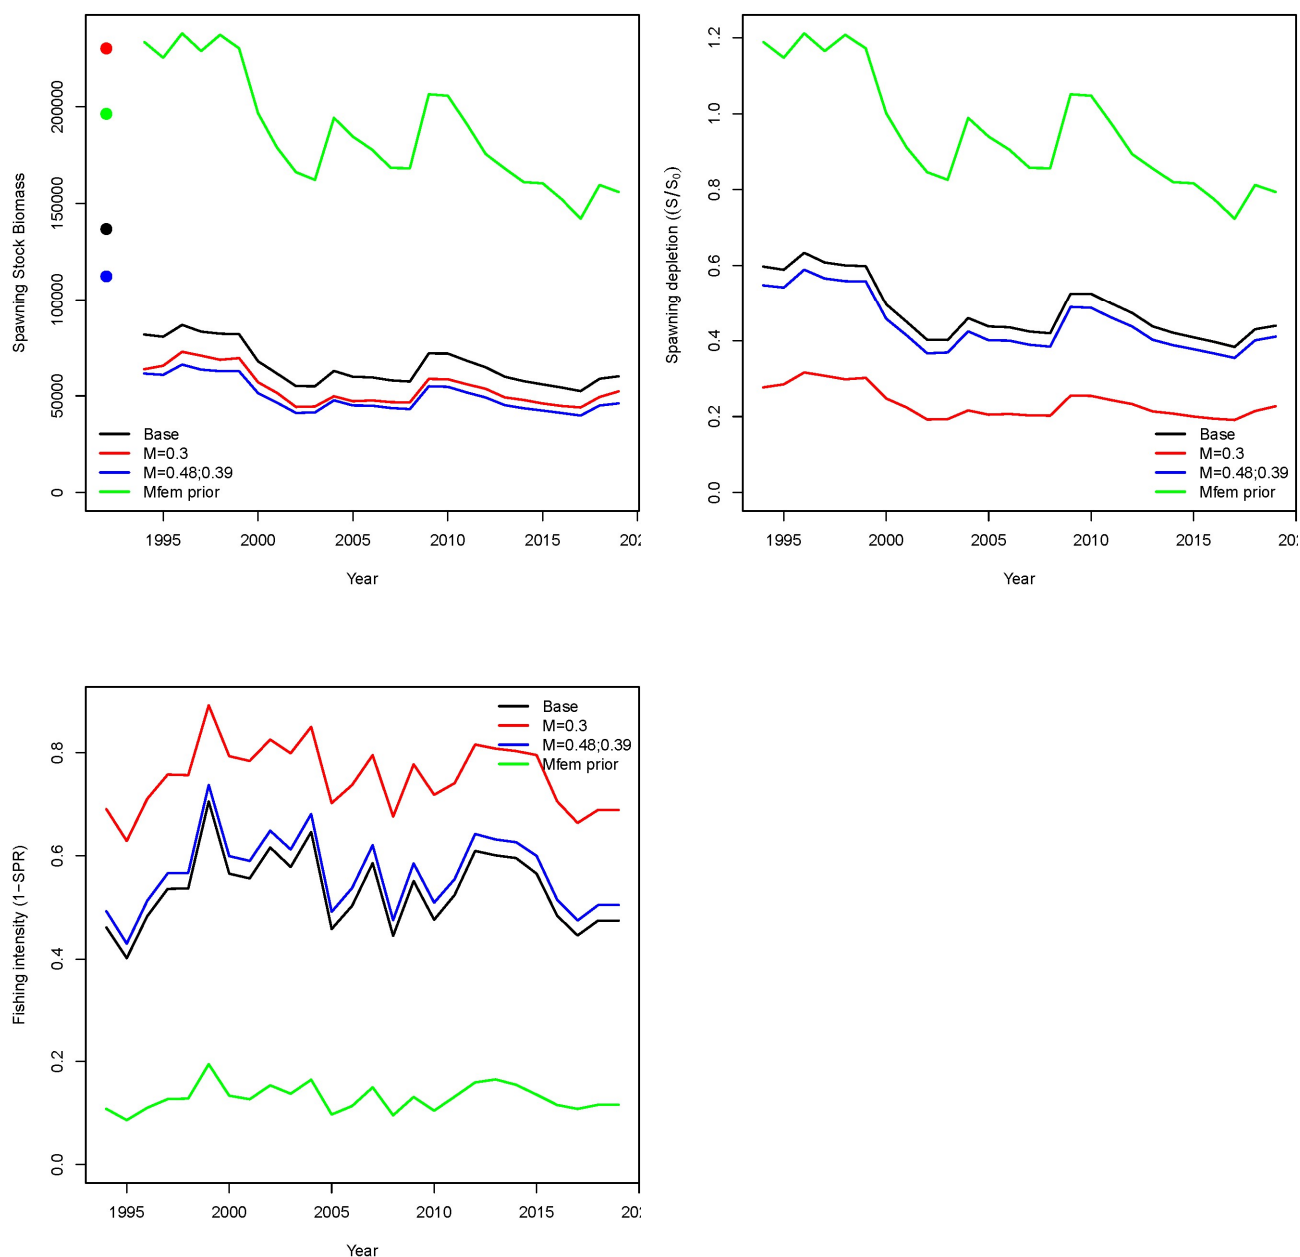 Spawning Stock Biomass
200000
150000
100000
50000
0
Base
M=0.3
M=0.48;0.39
Mfem prior
1995 2000 2005 2010 2015 202
Year
Spawning depletion ((S/S0)
1.2
1.0
0.8
0.6
0.4
0.2
0.0
Base
M=0.3
M=0.48;0.39
Mfem prior
1995 2000 2005 2010 2015 202
Year
Fishing intensity (1−SPR)
0.8
0.6
0.4
0.2
0.0
Base
M=0.3
M=0.48;0.39
Mfem prior
1995 2000 2005 2010 2015 202
Year